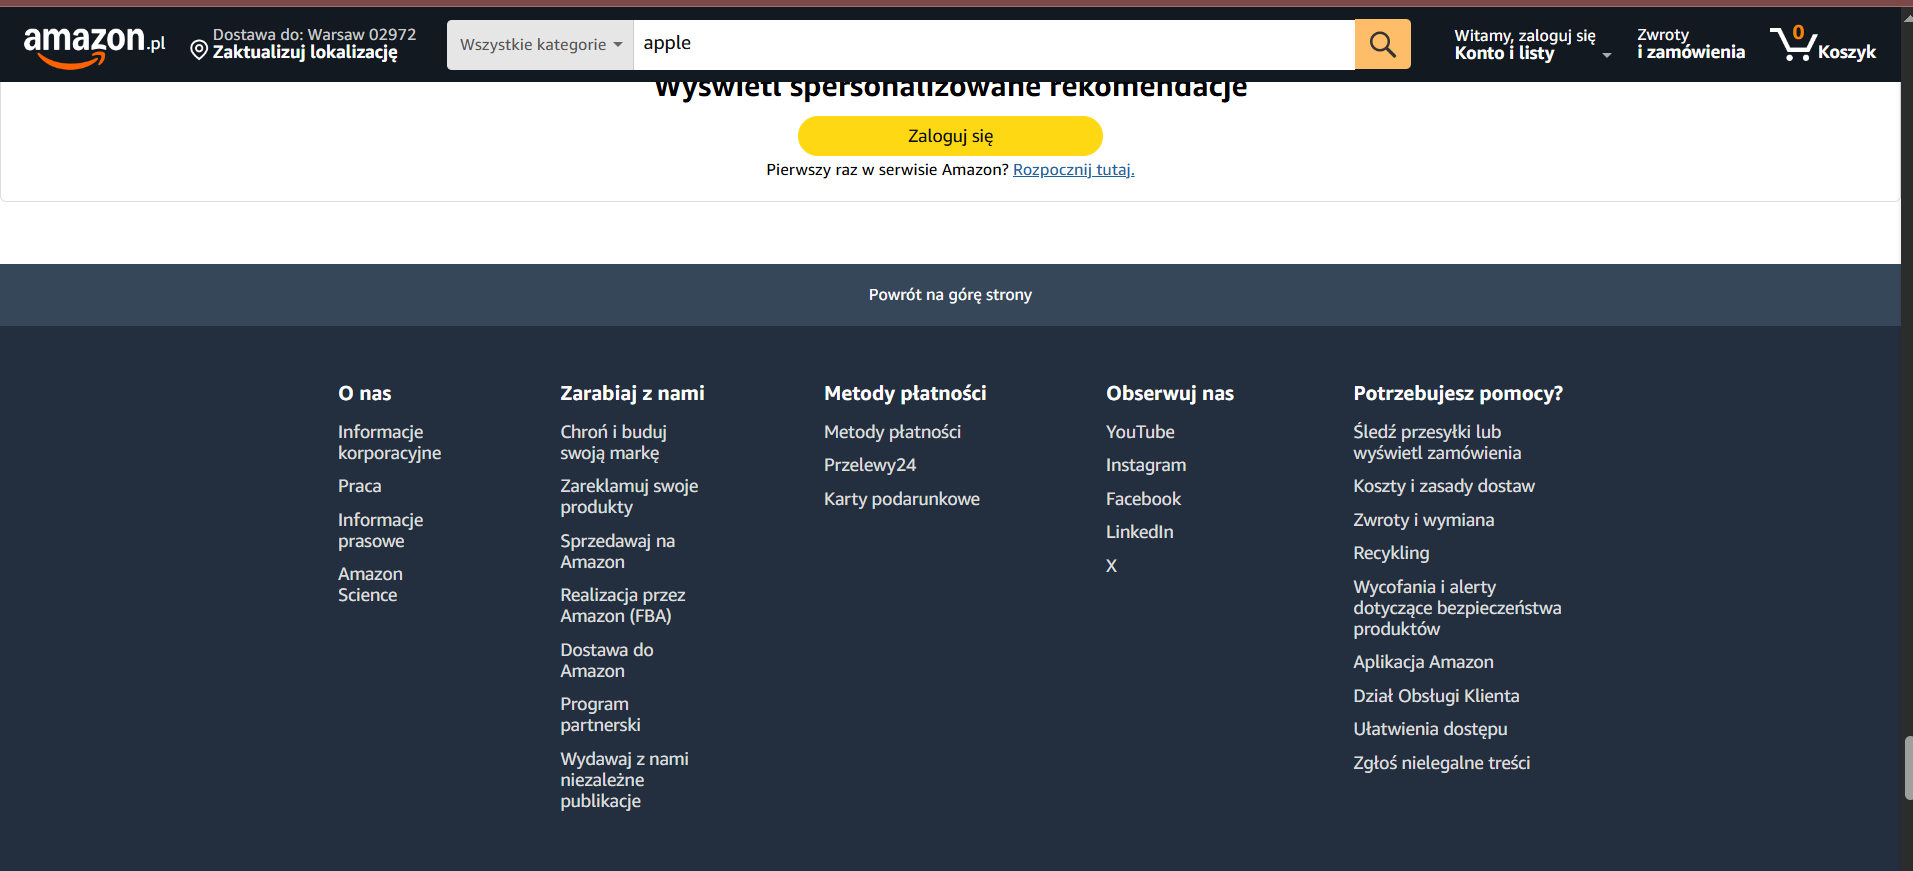 amazon.pl
Dostawa do: Warsaw 02972
Zaktualizuj lokalizację
Wszystkie kategorie
apple
Witamy, zaloguj się
Konto i listy
Zwroty
i zamówienia
0
Koszyk
Wyświetl spersonalizowane rekomendacje
Zaloguj się
Pierwszy raz w serwisie Amazon? Rozpocznij tutaj.
Powrót na górę strony
O nas
Informacje
korporacyjne
Praca
Informacje
prasowe
Amazon
Science
Zarabiaj z nami
Chroń i buduj
swoją markę
Zareklamuj swoje
produkty
Sprzedawaj na
Amazon
Realizacja przez
Amazon (FBA)
Dostawa do
Amazon
Program
partnerski
Wydawaj z nami
niezależne
publikacje
Metody płatności
Metody płatności
Przelewy24
Karty podarunkowe
Obserwuj nas
YouTube
Instagram
Facebook
LinkedIn
X
Potrzebujesz pomocy?
Śledź przesyłki lub
wyświetl zamówienia
Koszty i zasady dostaw
Zwroty i wymiana
Recykling
Wycofania i alerty
dotyczące bezpieczeństwa
produktów
Aplikacja Amazon
Dział Obsługi Klienta
Ułatwienia dostępu
Zgłoś nielegalne treści